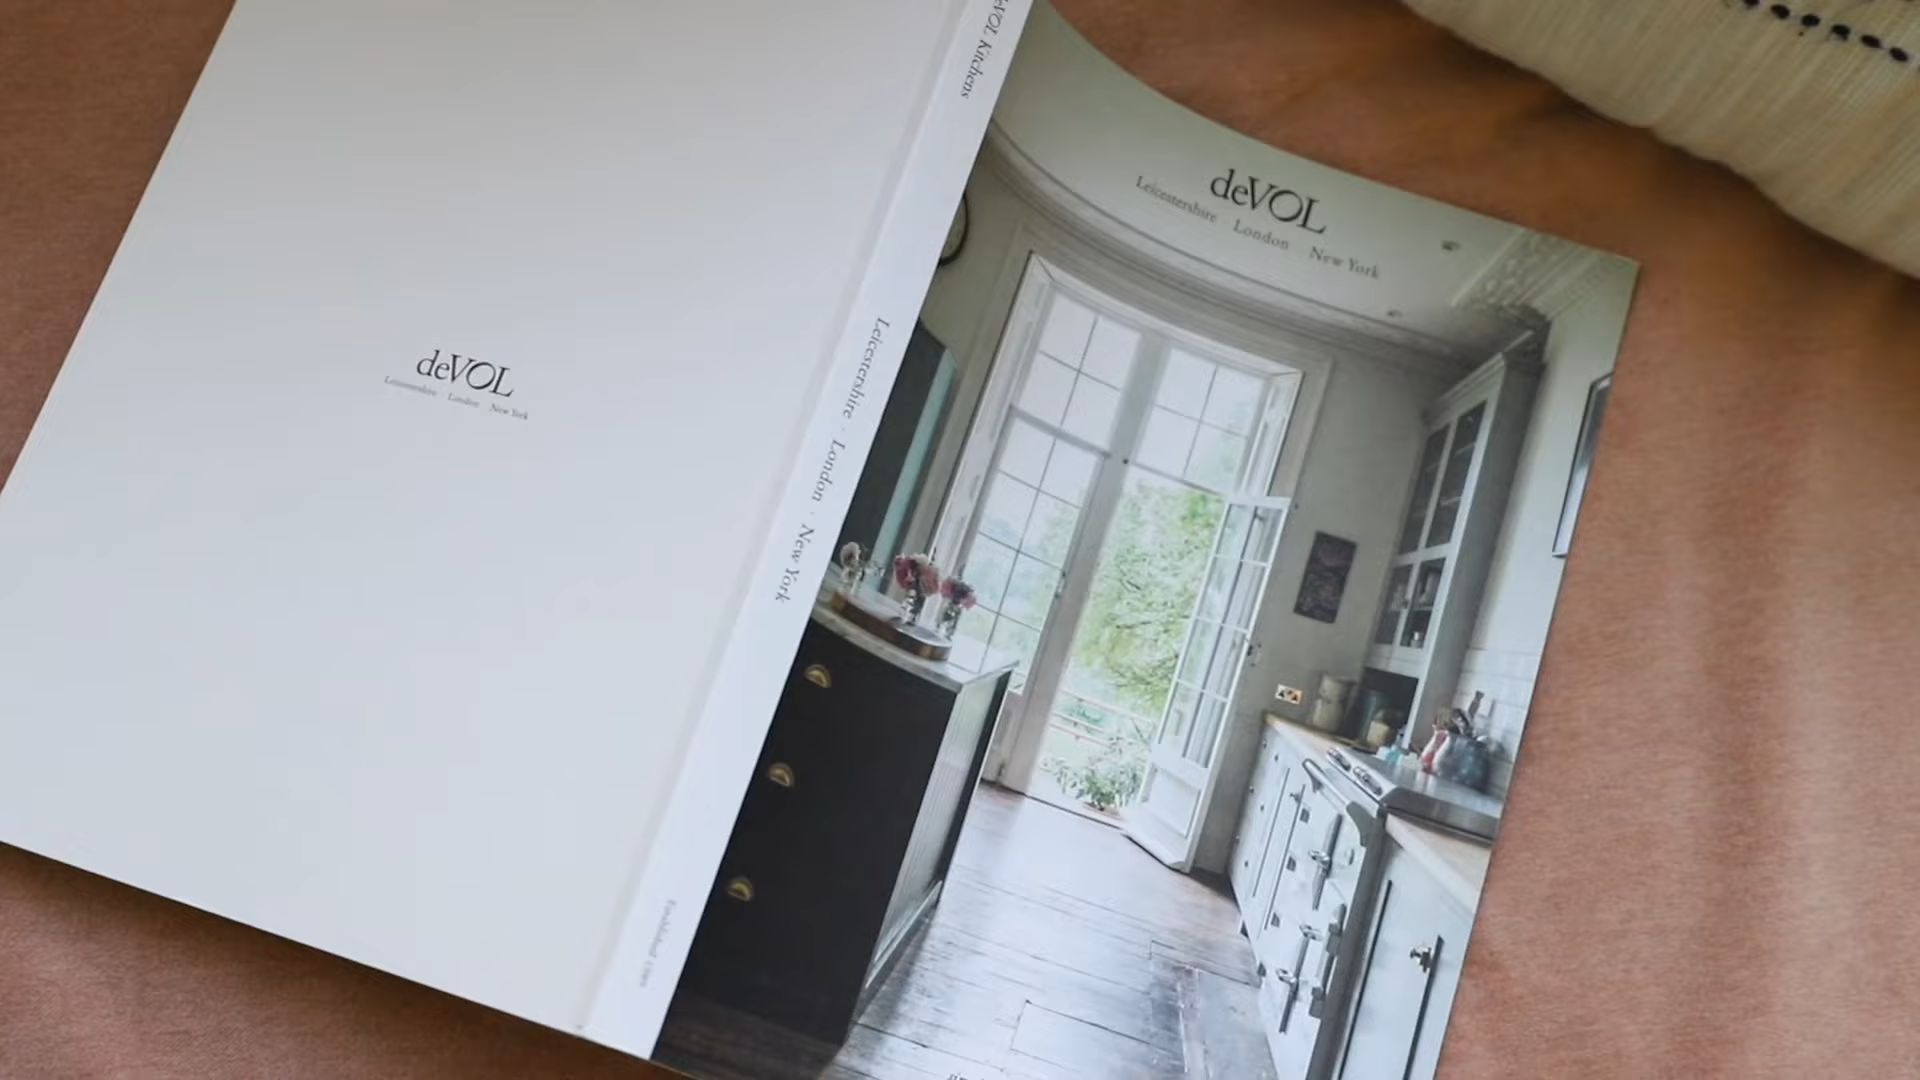 deVOL
Leicestershire London New York
deVOL Kitchens
Leicestershire · London · New York
deVOL
Leicestershire London New York